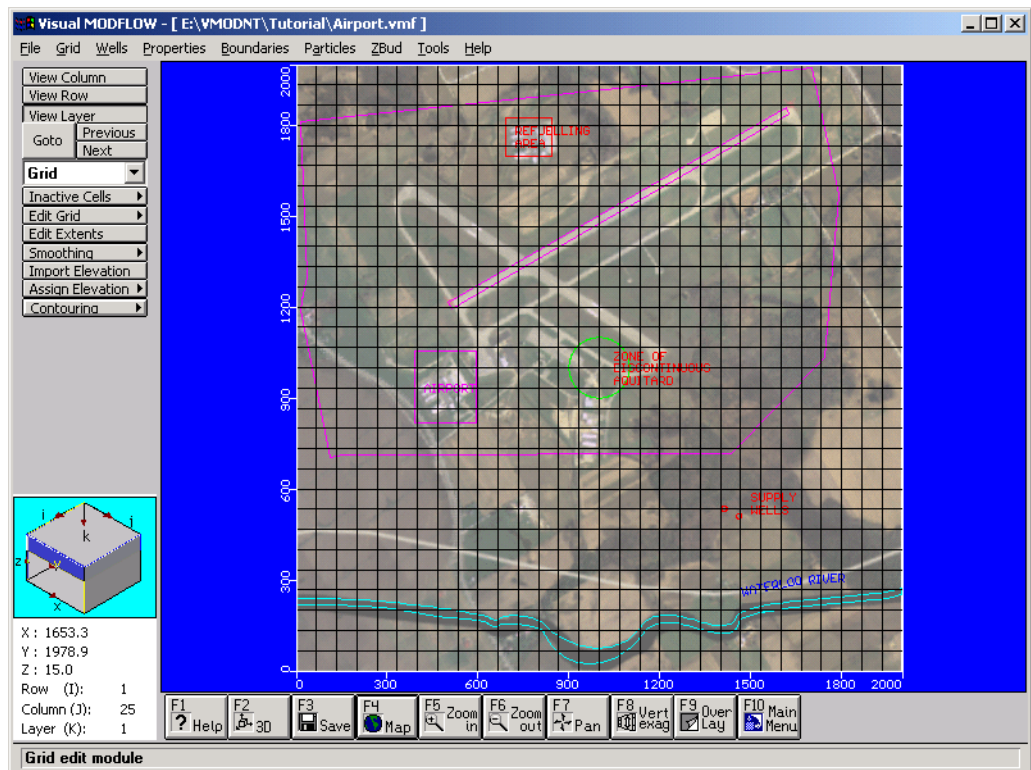 Visual MODFLOW - [ E:\VMODNT\Tutorial\Airport.vmf ]
File Grid Wells Properties Boundaries Particles ZBud Tools Help
View Column
View Row
View Layer
Goto
Previous
Next
Grid
Inactive Cells
Edit Grid
Edit Extents
Smoothing
Import Elevation
Assign Elevation
Contouring
i j
k
z
Y
X
X : 1653.3
Y : 1978.9
Z : 15.0
Row (I): 1
Column (J): 25
Layer (K): 1
2000
1800
1500
1200
900
600
300
0
REFUELLING
AREA
ZONE OF
DISCONTINUOUS
AQUITARD
AIRPORT
SUPPLY
WELLS
WATERLOO RIVER
0 300 600 900 1200 1500 1800 2000
F1 ? Help
F2 3D
F3 Save
F4 Map
F5 Zoom in
F6 Zoom out
F7 Pan
F8 Vert exag
F9 Over Lay
F10 Main Menu
Grid edit module